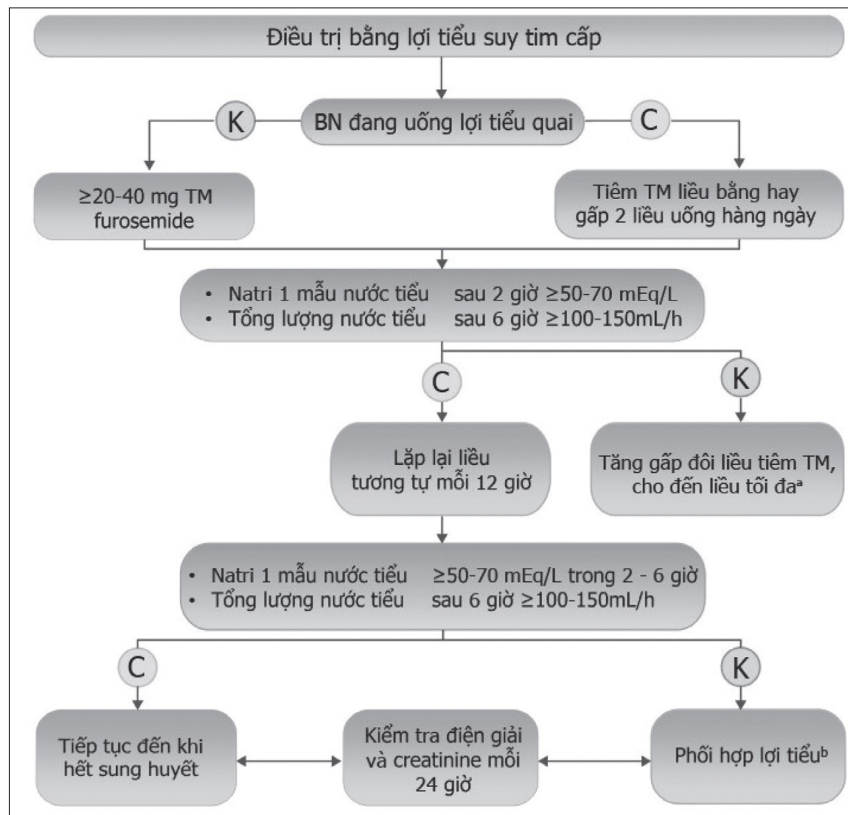 Điều trị bằng lợi tiểu suy tim cấp
K
BN đang uống lợi tiểu quai
C
≥20-40 mg TM
furosemide
Tiêm TM liều bằng hay
gấp 2 liều uống hàng ngày
• Natri 1 mẫu nước tiểu sau 2 giờ ≥50-70 mEq/L
• Tổng lượng nước tiểu sau 6 giờ ≥100-150mL/h
C
K
Lặp lại liều
tương tự mỗi 12 giờ
Tăng gấp đôi liều tiêm TM,
cho đến liều tối đaᵃ
• Natri 1 mẫu nước tiểu ≥50-70 mEq/L trong 2 - 6 giờ
• Tổng lượng nước tiểu sau 6 giờ ≥100-150mL/h
C
K
Tiếp tục đến khi
hết sung huyết
Kiểm tra điện giải
và creatinine mỗi
24 giờ
Phối hợp lợi tiểuᵇ